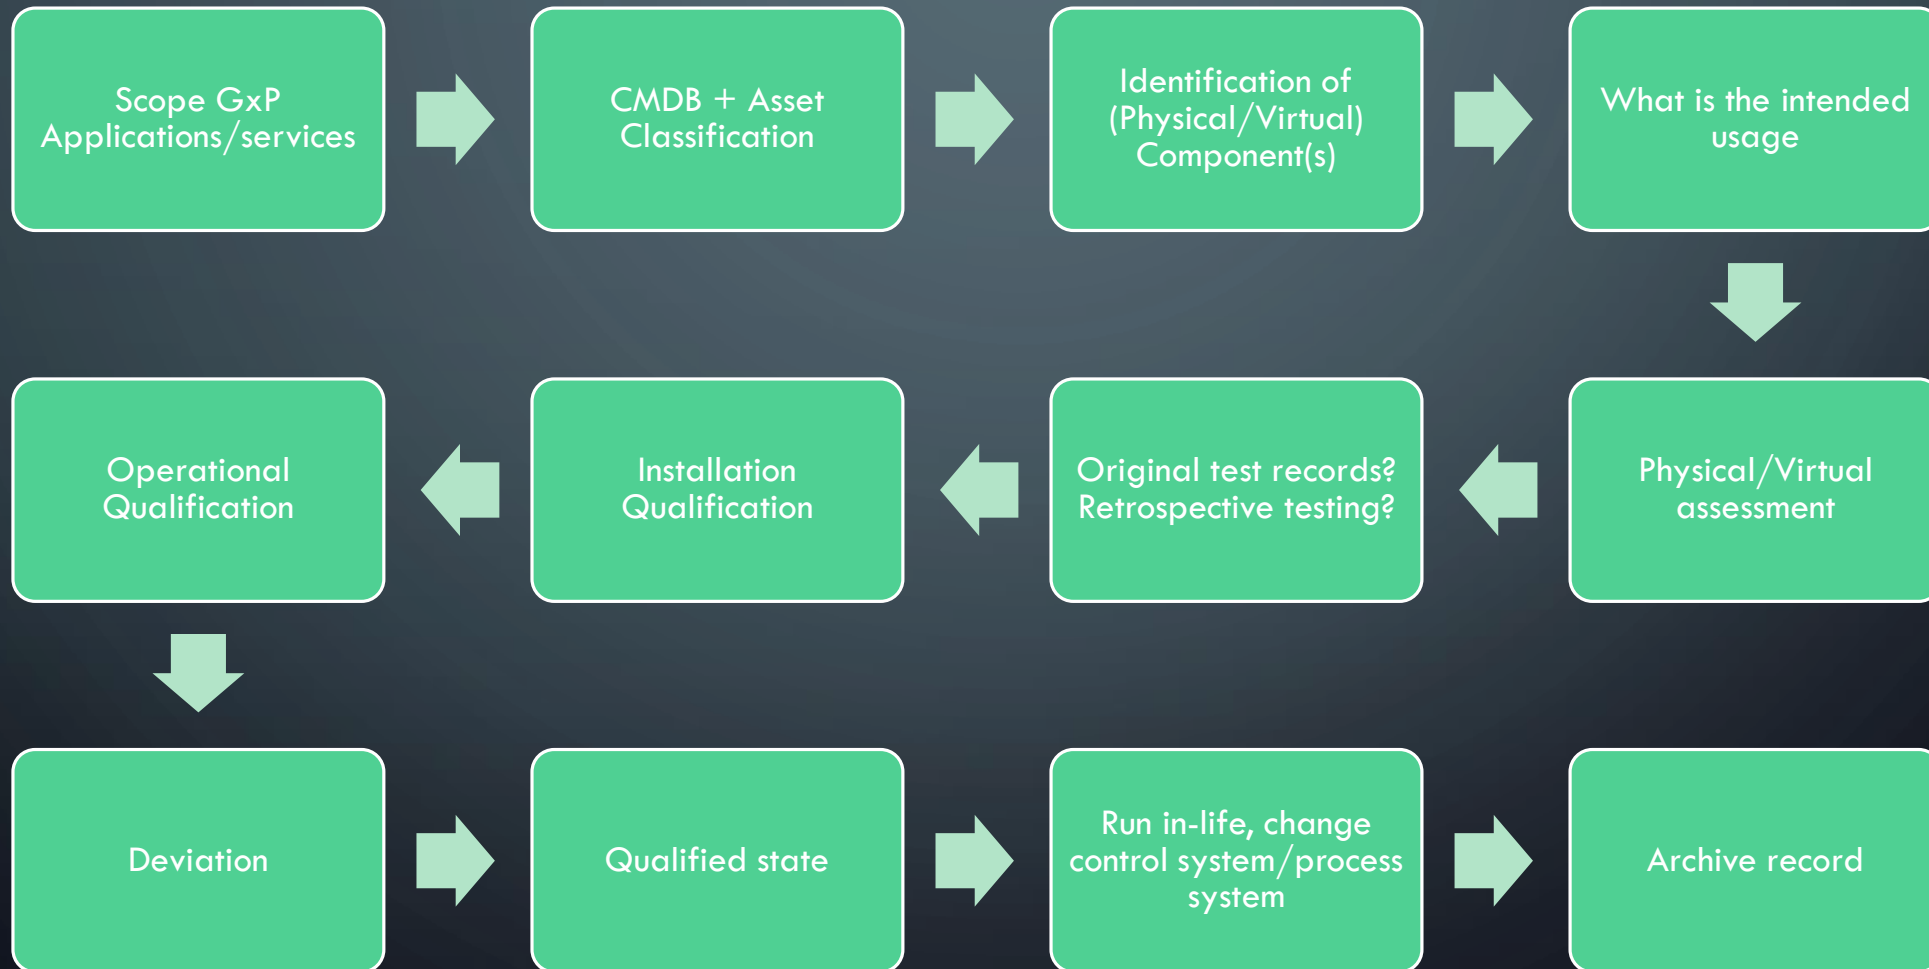 Scope GxP
Applications/services
CMDB + Asset
Classification
Identification of
(Physical/Virtual)
Component(s)
What is the intended
usage
Physical/Virtual
assessment
Original test records?
Retrospective testing?
Installation
Qualification
Operational
Qualification
Deviation
Qualified state
Run in-life, change
control system/process
system
Archive record